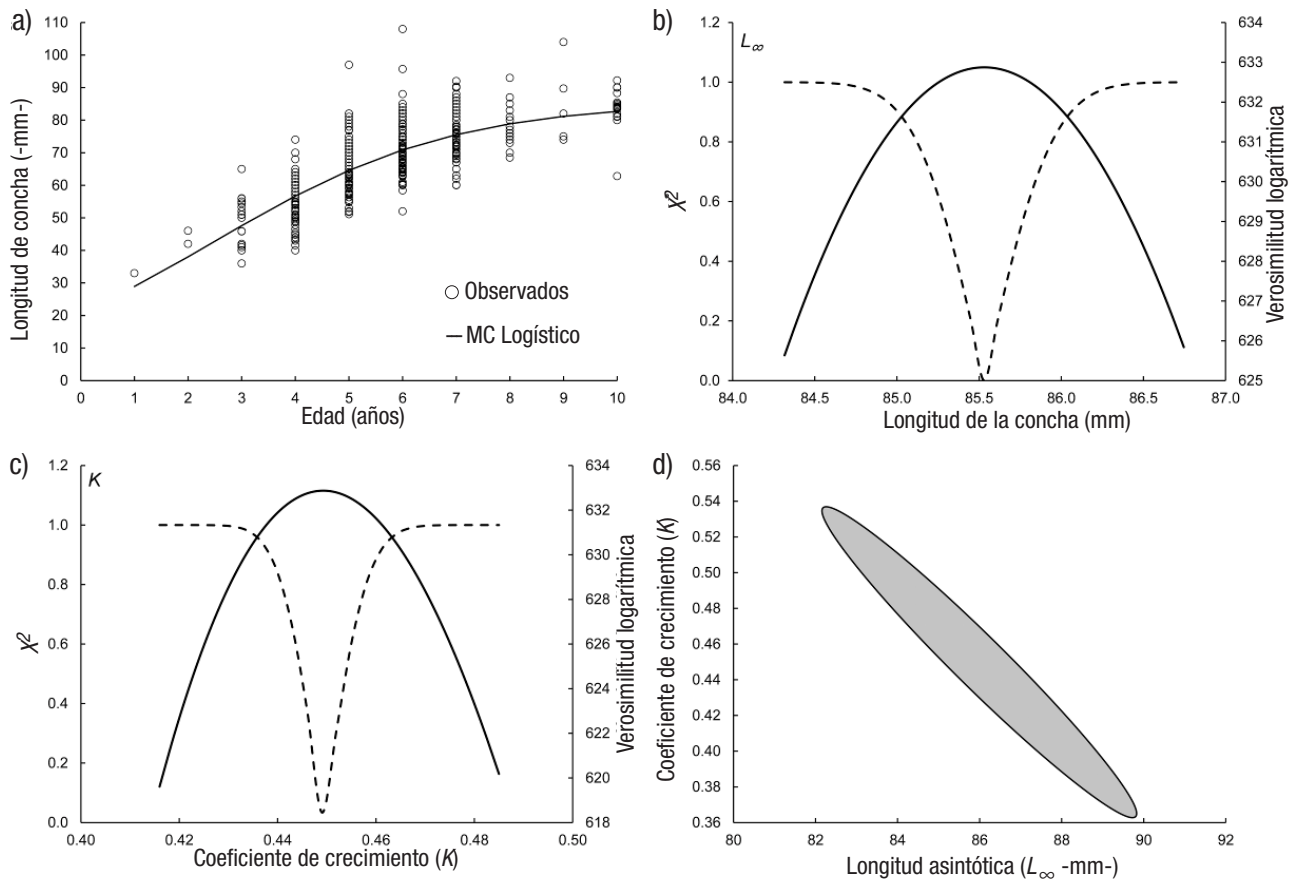 a)
110
100
90
80
70
60
50
40
30
20
10
0
Longitud de concha (-mm-)
0 1 2 3 4 5 6 7 8 9 10
Edad (años)
Observados
MC Logístico
b)
L∞
1.2
1.0
0.8
0.6
0.4
0.2
0.0
χ²
634
633
632
631
630
629
628
627
626
625
Verosimilitud logarítmica
84.0 84.5 85.0 85.5 86.0 86.5 87.0
Longitud de la concha (mm)
c)
K
1.2
1.0
0.8
0.6
0.4
0.2
0.0
χ²
634
632
630
628
626
624
622
620
618
Verosimilitud logarítmica
0.40 0.42 0.44 0.46 0.48 0.50
Coeficiente de crecimiento (K)
d)
0.56
0.54
0.52
0.50
0.48
0.46
0.44
0.42
0.40
0.38
0.36
Coeficiente de crecimiento (K)
80 82 84 86 88 90 92
Longitud asintótica (L∞ -mm-)